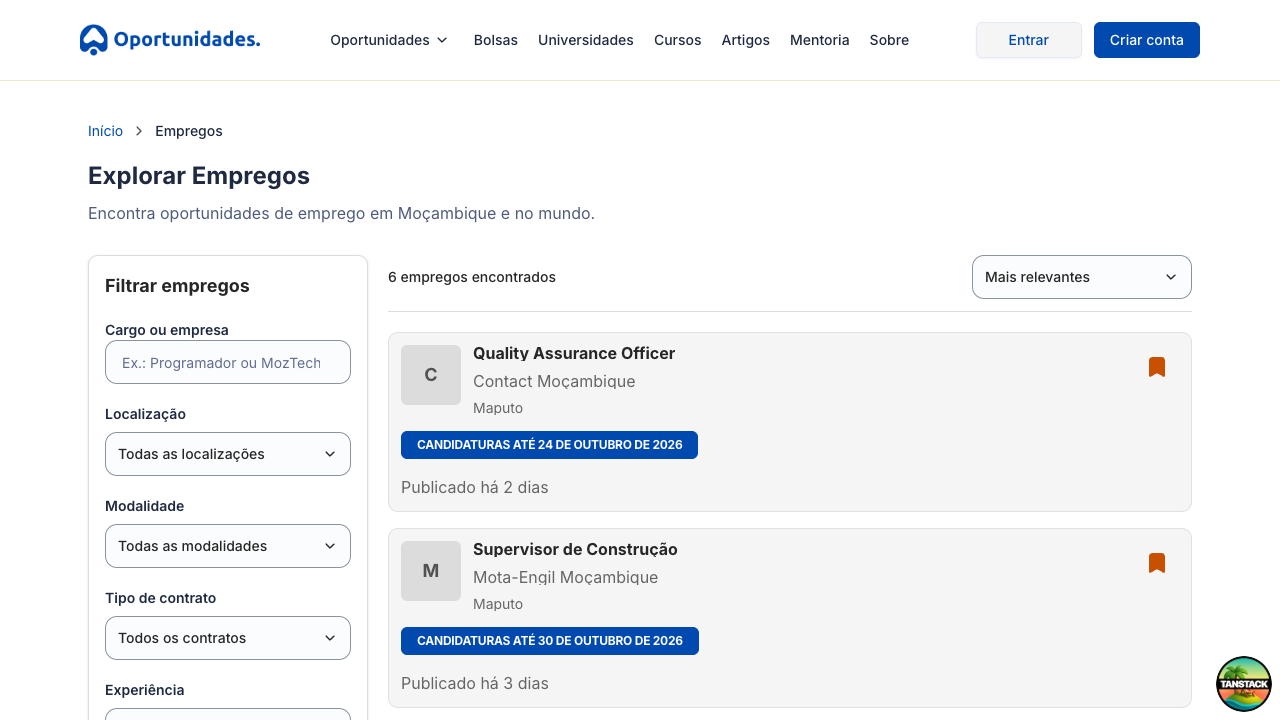 Oportunidades.
Oportunidades
Bolsas
Universidades
Cursos
Artigos
Mentoria
Sobre
Entrar
Criar conta
Início
Empregos
Explorar Empregos
Encontra oportunidades de emprego em Moçambique e no mundo.
Filtrar empregos
Cargo ou empresa
Ex.: Programador ou MozTech
Localização
Todas as localizações
Modalidade
Todas as modalidades
Tipo de contrato
Todos os contratos
Experiência
6 empregos encontrados
Mais relevantes
C
Quality Assurance Officer
Contact Moçambique
Maputo
CANDIDATURAS ATÉ 24 DE OUTUBRO DE 2026
Publicado há 2 dias
M
Supervisor de Construção
Mota-Engil Moçambique
Maputo
CANDIDATURAS ATÉ 30 DE OUTUBRO DE 2026
Publicado há 3 dias
TANSTACK